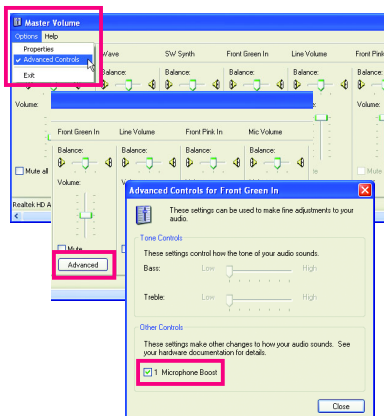 Master Volume
Options Help
Properties
Advanced Controls
Exit
Wave SW Synth Front Green In Line Volume Front Pink
Balance: Balance: Balance: Balance: Balance:
Volume: Volume:
Mute all
Realtek HD A
Front Green In Line Volume Front Pink In Mic Volume
Balance: Balance: Balance: Balance:
Volume:
Mute
Advanced
Advanced Controls for Front Green In
These settings can be used to make fine adjustments to your
audio.
Tone Controls
These settings control how the tone of your audio sounds.
Bass: Low High
Treble: Low High
Other Controls
These settings make other changes to how your audio sounds. See
your hardware documentation for details.
1 Microphone Boost
Close